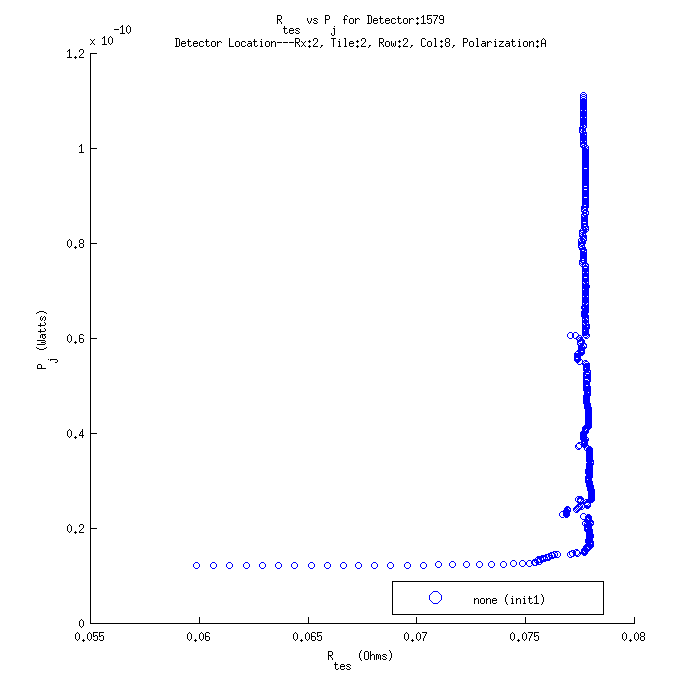 R_tes vs P_j for Detector:1579
Detector Location---Rx:2, Tile:2, Row:2, Col:8, Polarization:A
x 10^-10
1.2
1
0.8
0.6
0.4
0.2
0
P_j (Watts)
0.055 0.06 0.065 0.07 0.075 0.08
R_tes (Ohms)
none (init1)